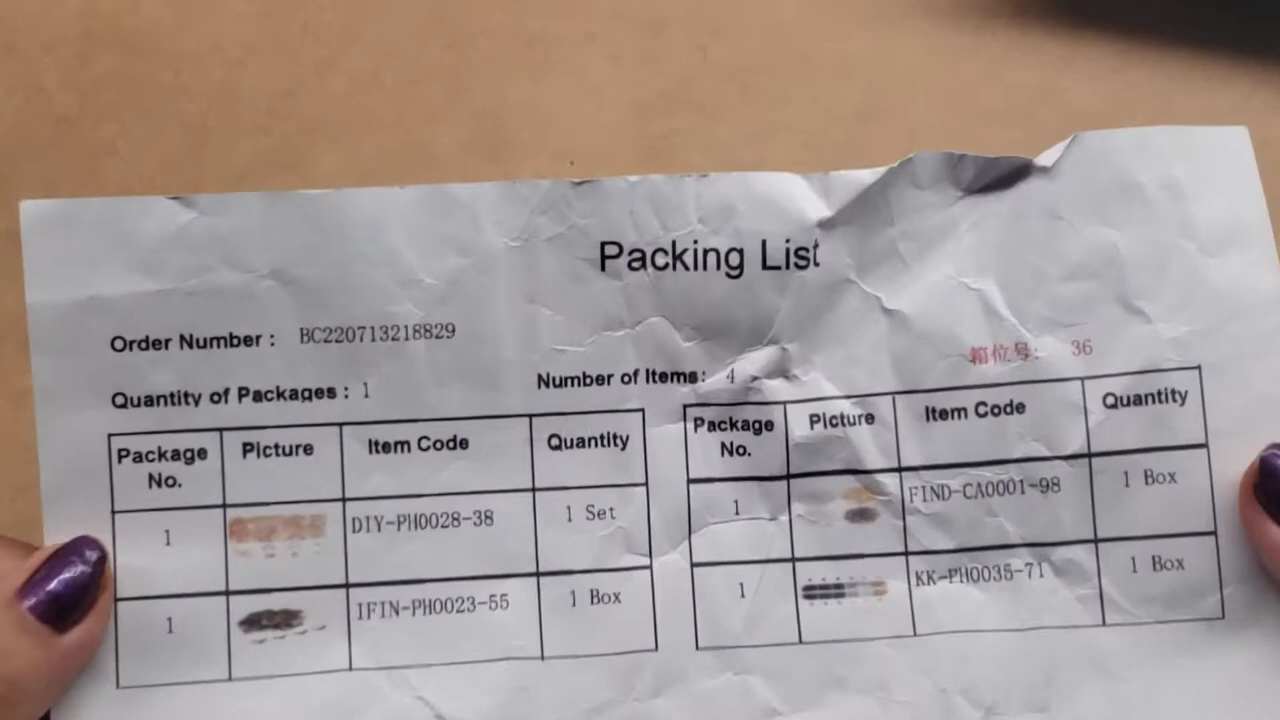 Packing List
Order Number : BC220713218829
箱位号: 36
Quantity of Packages : 1
Number of Items: 4
Package No. Picture Item Code Quantity
1 DIY-PH0028-38 1 Set
1 IFIN-PH0023-55 1 Box
Package No. Picture Item Code Quantity
1 FIND-CA0001-98 1 Box
1 KK-PH0035-71 1 Box